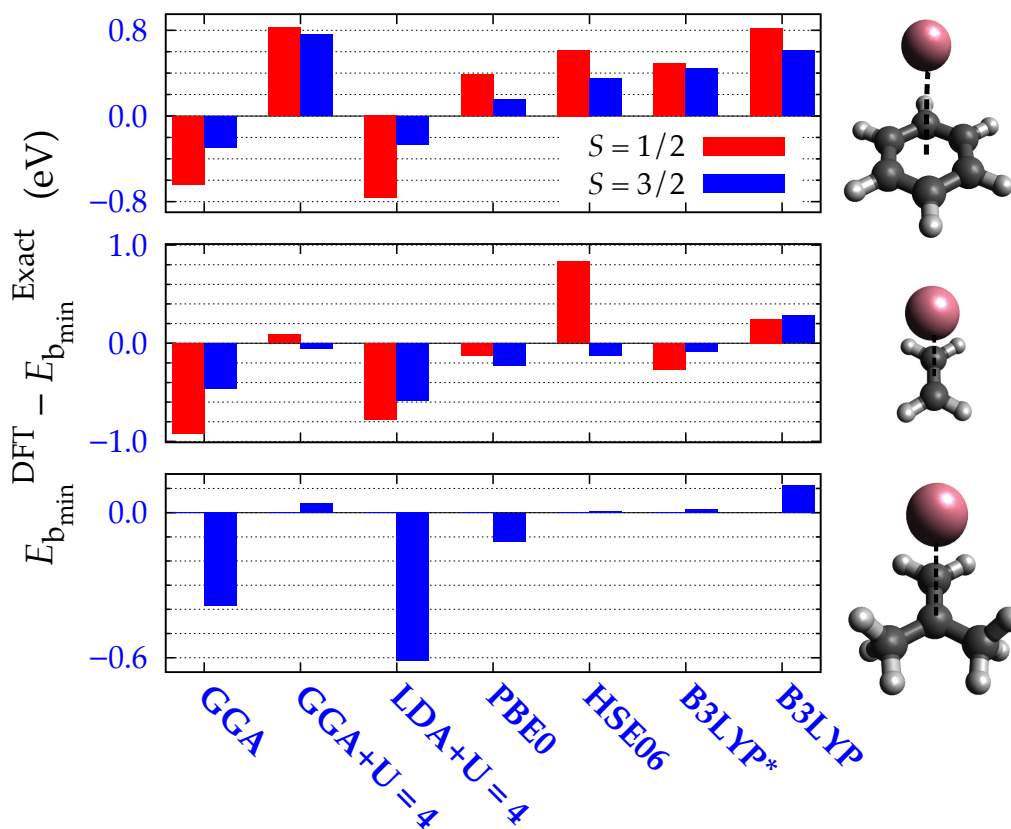 E_b_min^DFT − E_b_min^Exact (eV)
0.8
0.0
−0.8
S = 1/2
S = 3/2
1.0
0.0
−1.0
0.0
−0.6
GGA
GGA+U = 4
LDA+U = 4
PBE0
HSE06
B3LYP*
B3LYP